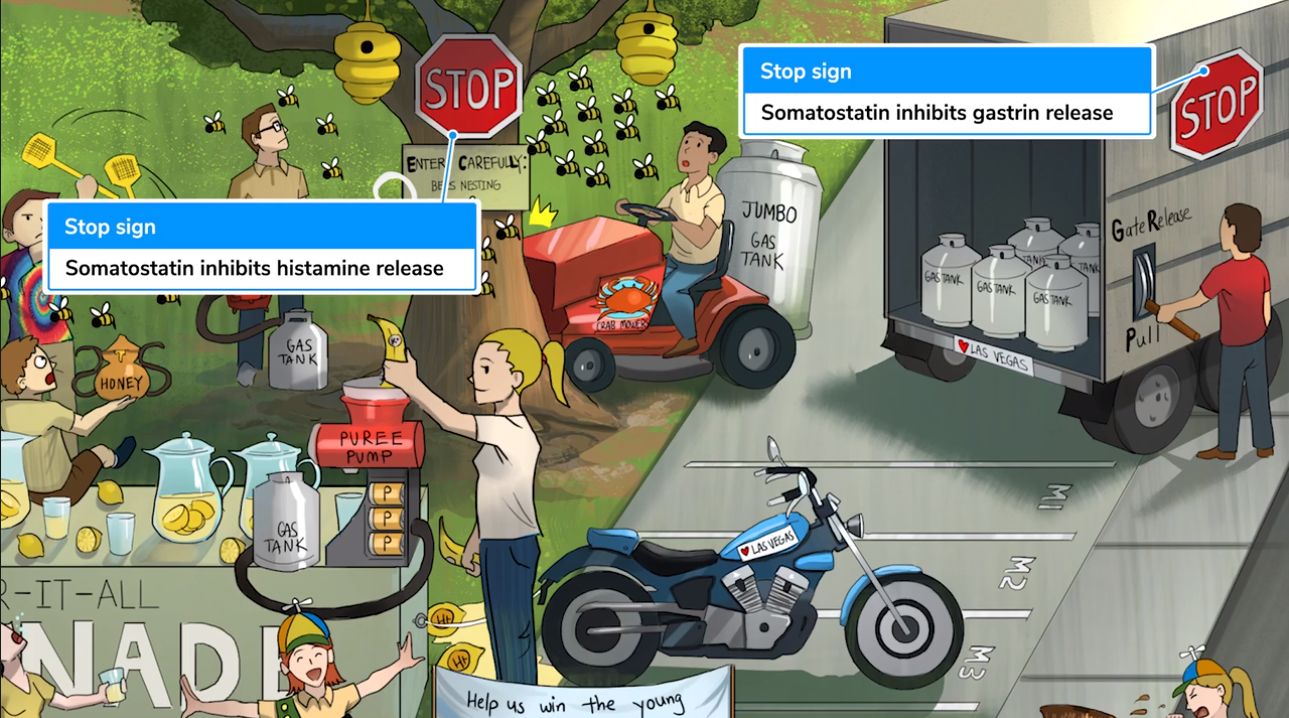 STOP
Stop sign
Somatostatin inhibits gastrin release
STOP
ENTER CAREFULLY:
BEES NESTING
Stop sign
Somatostatin inhibits histamine release
JUMBO
GAS
TANK
GAS TANK
GAS TANK
TANK
TANK
GAS TANK
Gate Release
Pull
LAS VEGAS
CRAB MOWER
GAS
TANK
HONEY
PUREE
PUMP
P
P
P
GAS
TANK
LAS VEGAS
M1
M2
M3
R-IT-ALL
NADE
H+
H+
Help us win the young